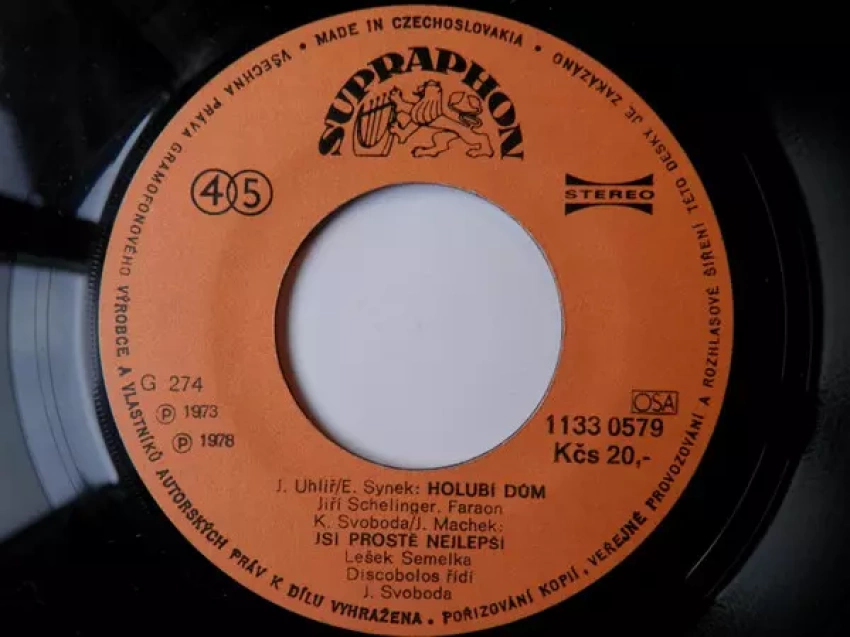 VŠECHNA PRÁVA GRAMOFONOVÉHO VÝROBCE A VLASTNÍKŮ AUTORSKÝCH PRÁV K DÍLU VYHRAŽENA. POŘIZOVÁNÍ KOPIÍ, VEŘEJNÉ PROVOZOVÁNÍ A ROZHLASOVÉ ŠÍŘENÍ TÉTO DESKY JE ZAKÁZÁNO • MADE IN CZECHOSLOVAKIA •
SUPRAPHON
45
STEREO
G 274
℗ 1973
℗ 1978
OSA
1133 0579
Kčs 20,-
J. Uhlíř/E. Synek: HOLUBÍ DŮM
Jiří Schelinger. Faraon
K. Svoboda/J. Machek:
JSI PROSTĚ NEJLEPŠÍ
Lešek Semelka
Discobolos řídí
J. Svoboda